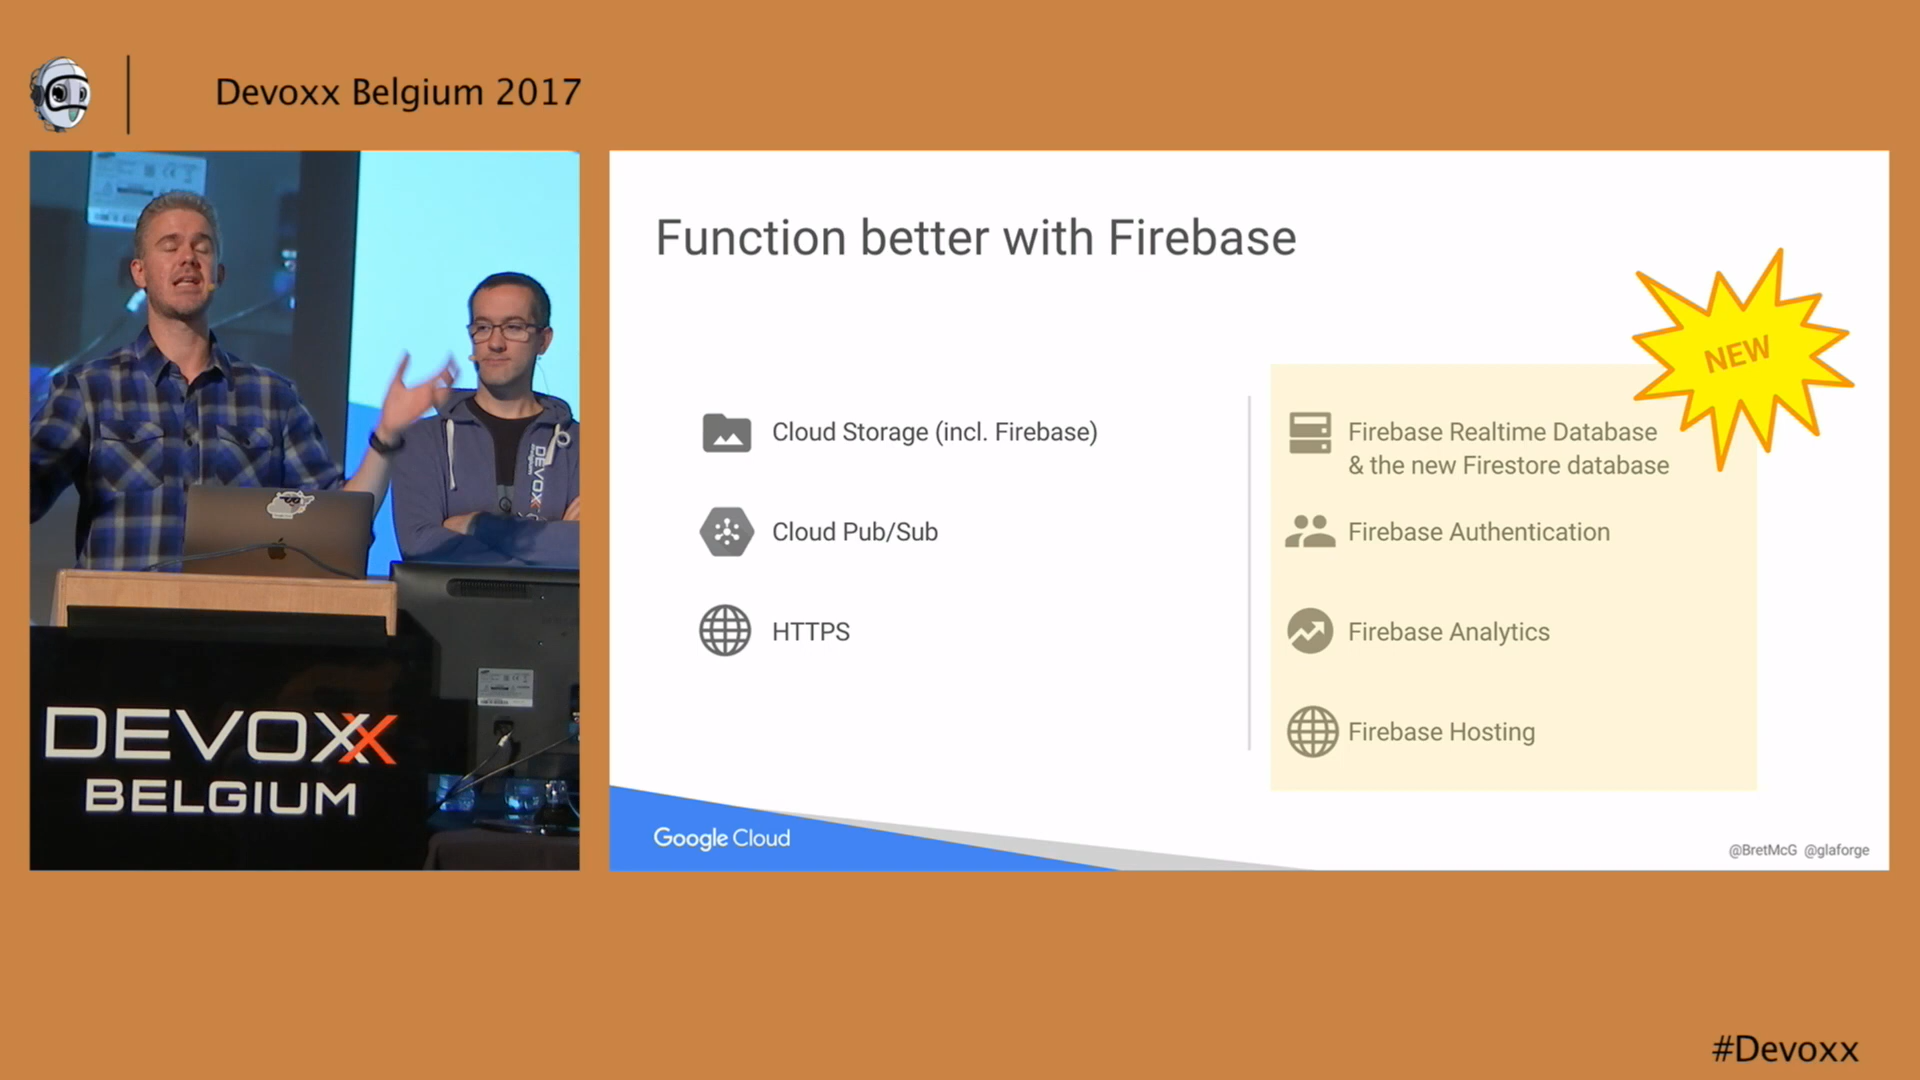 Devoxx Belgium 2017
Function better with Firebase
NEW
Cloud Storage (incl. Firebase)
Cloud Pub/Sub
HTTPS
Firebase Realtime Database
& the new Firestore database
Firebase Authentication
Firebase Analytics
Firebase Hosting
Google Cloud
@BretMcG @glaforge
DEVOXX
DEVOXX
BELGIUM
#Devoxx